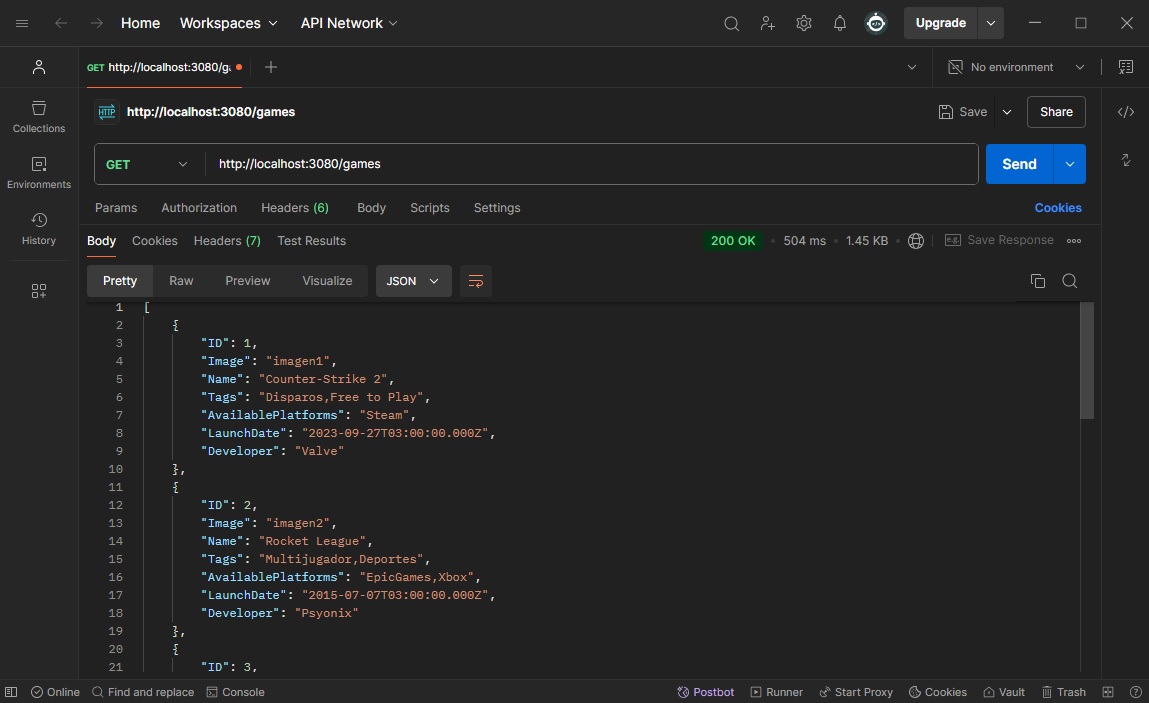 Home Workspaces API Network Upgrade
GET http://localhost:3080/ga No environment
HTTP http://localhost:3080/games Save Share
GET http://localhost:3080/games Send
Collections
Environments
History
Params Authorization Headers (6) Body Scripts Settings Cookies
Body Cookies Headers (7) Test Results 200 OK 504 ms 1.45 KB e.g. Save Response
Pretty Raw Preview Visualize JSON
1 [
2 {
3 "ID": 1,
4 "Image": "imagen1",
5 "Name": "Counter-Strike 2",
6 "Tags": "Disparos,Free to Play",
7 "AvailablePlatforms": "Steam",
8 "LaunchDate": "2023-09-27T03:00:00.000Z",
9 "Developer": "Valve"
10 },
11 {
12 "ID": 2,
13 "Image": "imagen2",
14 "Name": "Rocket League",
15 "Tags": "Multijugador,Deportes",
16 "AvailablePlatforms": "EpicGames,Xbox",
17 "LaunchDate": "2015-07-07T03:00:00.000Z",
18 "Developer": "Psyonix"
19 },
20 {
21 "ID": 3,
Online Find and replace Console Postbot Runner Start Proxy Cookies Vault Trash